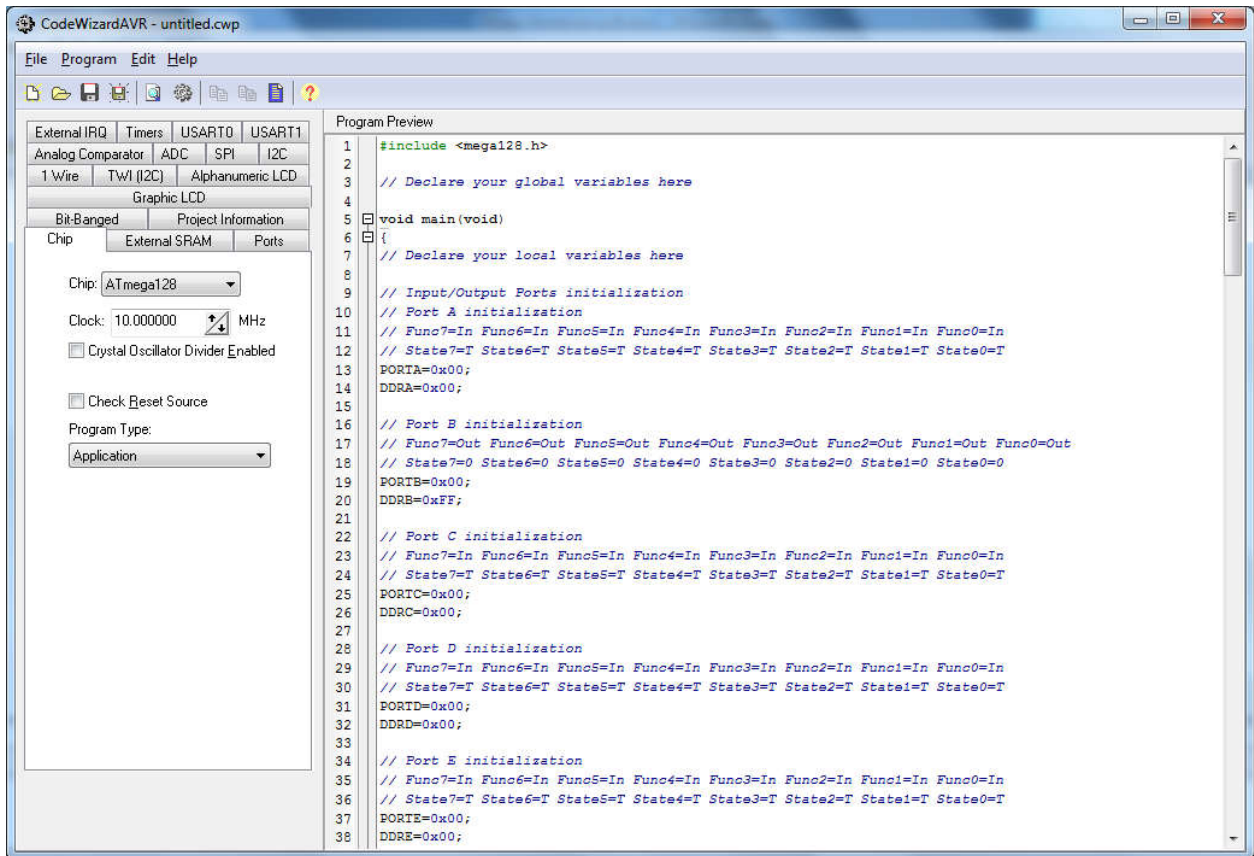 CodeWizardAVR - untitled.cwp
File Program Edit Help
External IRQ Timers USART0 USART1
Analog Comparator ADC SPI I2C
1 Wire TWI (I2C) Alphanumeric LCD
Graphic LCD
Bit-Banged Project Information
Chip External SRAM Ports
Chip: ATmega128
Clock: 10.000000 MHz
Crystal Oscillator Divider Enabled
Check Reset Source
Program Type:
Application
Program Preview
1 #include <mega128.h>
2
3 // Declare your global variables here
4
5 void main(void)
6 {
7 // Declare your local variables here
8
9 // Input/Output Ports initialization
10 // Port A initialization
11 // Func7=In Func6=In Func5=In Func4=In Func3=In Func2=In Func1=In Func0=In
12 // State7=T State6=T State5=T State4=T State3=T State2=T State1=T State0=T
13 PORTA=0x00;
14 DDRA=0x00;
15
16 // Port B initialization
17 // Func7=Out Func6=Out Func5=Out Func4=Out Func3=Out Func2=Out Func1=Out Func0=Out
18 // State7=0 State6=0 State5=0 State4=0 State3=0 State2=0 State1=0 State0=0
19 PORTB=0x00;
20 DDRB=0xFF;
21
22 // Port C initialization
23 // Func7=In Func6=In Func5=In Func4=In Func3=In Func2=In Func1=In Func0=In
24 // State7=T State6=T State5=T State4=T State3=T State2=T State1=T State0=T
25 PORTC=0x00;
26 DDRC=0x00;
27
28 // Port D initialization
29 // Func7=In Func6=In Func5=In Func4=In Func3=In Func2=In Func1=In Func0=In
30 // State7=T State6=T State5=T State4=T State3=T State2=T State1=T State0=T
31 PORTD=0x00;
32 DDRD=0x00;
33
34 // Port E initialization
35 // Func7=In Func6=In Func5=In Func4=In Func3=In Func2=In Func1=In Func0=In
36 // State7=T State6=T State5=T State4=T State3=T State2=T State1=T State0=T
37 PORTE=0x00;
38 DDRE=0x00;